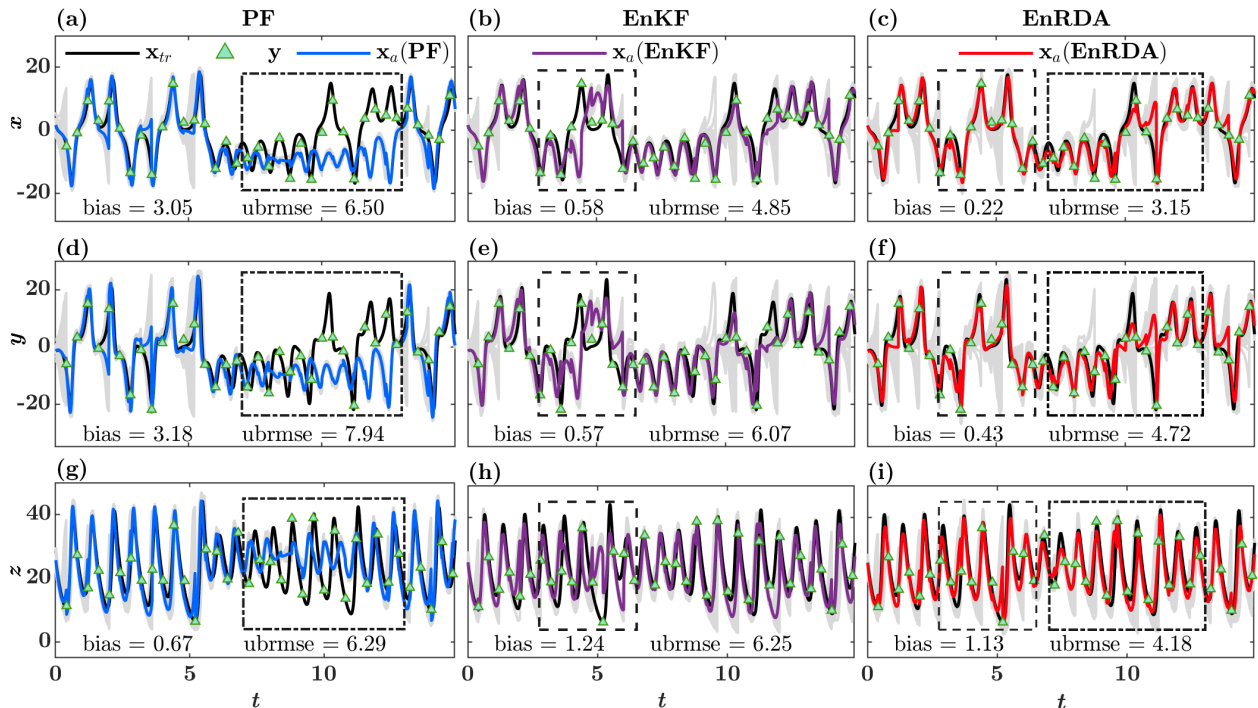 (a) PF (b) EnKF (c) EnRDA
x_tr y x_a(PF) x_a(EnKF) x_a(EnRDA)
20
x 0
-20
bias = 3.05 ubrmse = 6.50 bias = 0.58 ubrmse = 4.85 bias = 0.22 ubrmse = 3.15
(d) (e) (f)
20
y 0
-20
bias = 3.18 ubrmse = 7.94 bias = 0.57 ubrmse = 6.07 bias = 0.43 ubrmse = 4.72
(g) (h) (i)
40
z 20
0
bias = 0.67 ubrmse = 6.29 bias = 1.24 ubrmse = 6.25 bias = 1.13 ubrmse = 4.18
0 5 10 0 5 10 0 5 10
t t t